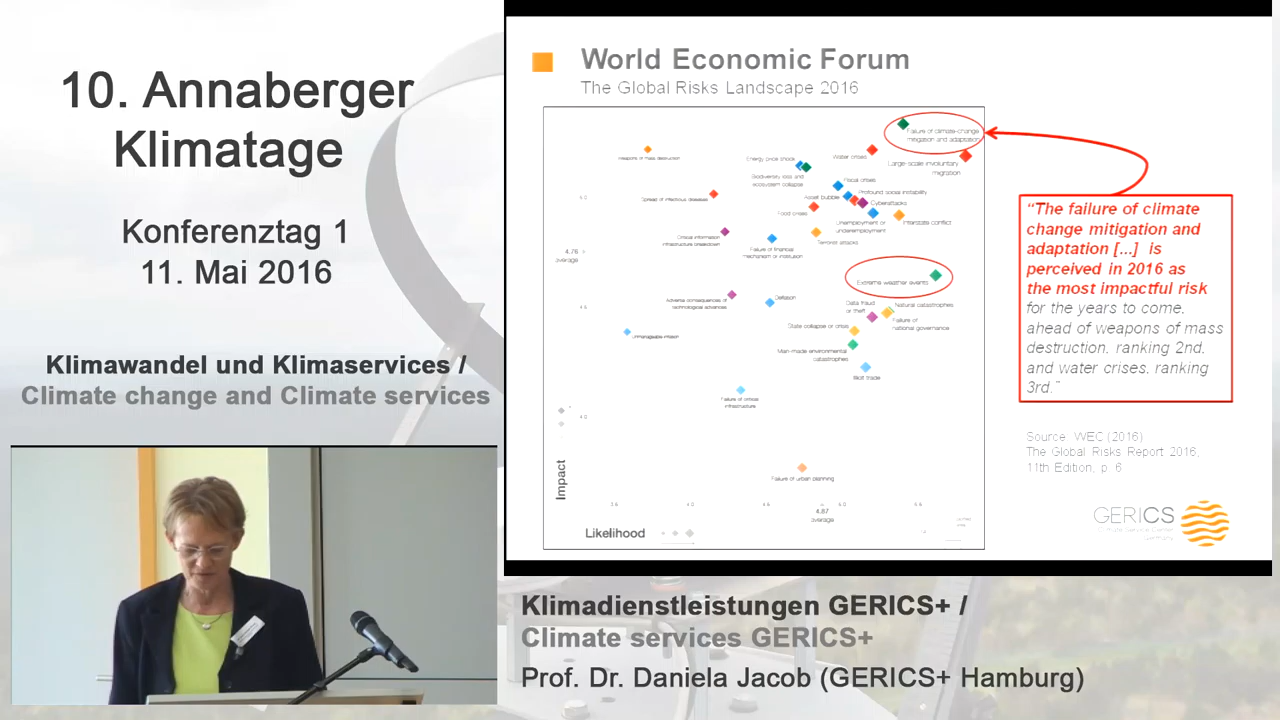 10. Annaberger
Klimatage
Konferenztag 1
11. Mai 2016
Klimawandel und Klimaservices /
Climate change and Climate services
World Economic Forum
The Global Risks Landscape 2016
Failure of climate-change
mitigation and adaptation
Weapons of mass destruction
Energy price shock
Water crises
Large-scale involuntary
migration
Biodiversity loss and
ecosystem collapse
Fiscal crises
Spread of infectious diseases
Asset bubble
Profound social instability
Cyberattacks
Food crises
Unemployment or
underemployment
Interstate conflict
Critical information
infrastructure breakdown
Terrorist attacks
Failure of financial
mechanism or institution
4.76
average
Extreme weather events
Adverse consequences of
technological advances
Deflation
Data fraud
or theft
Natural catastrophes
Failure of
national governance
State collapse or crisis
Unmanageable inflation
Man-made environmental
catastrophes
Illicit trade
Failure of critical
infrastructure
Failure of urban planning
Impact
5.0
4.87
average
Likelihood
“The failure of climate
change mitigation and
adaptation [...] is
perceived in 2016 as
the most impactful risk
for the years to come,
ahead of weapons of mass
destruction, ranking 2nd,
and water crises, ranking
3rd.”
Source: WEC (2016)
The Global Risks Report 2016,
11th Edition, p. 6
GERICS
Climate Service Center
Germany
Klimadienstleistungen GERICS+ /
Climate services GERICS+
Prof. Dr. Daniela Jacob (GERICS+ Hamburg)